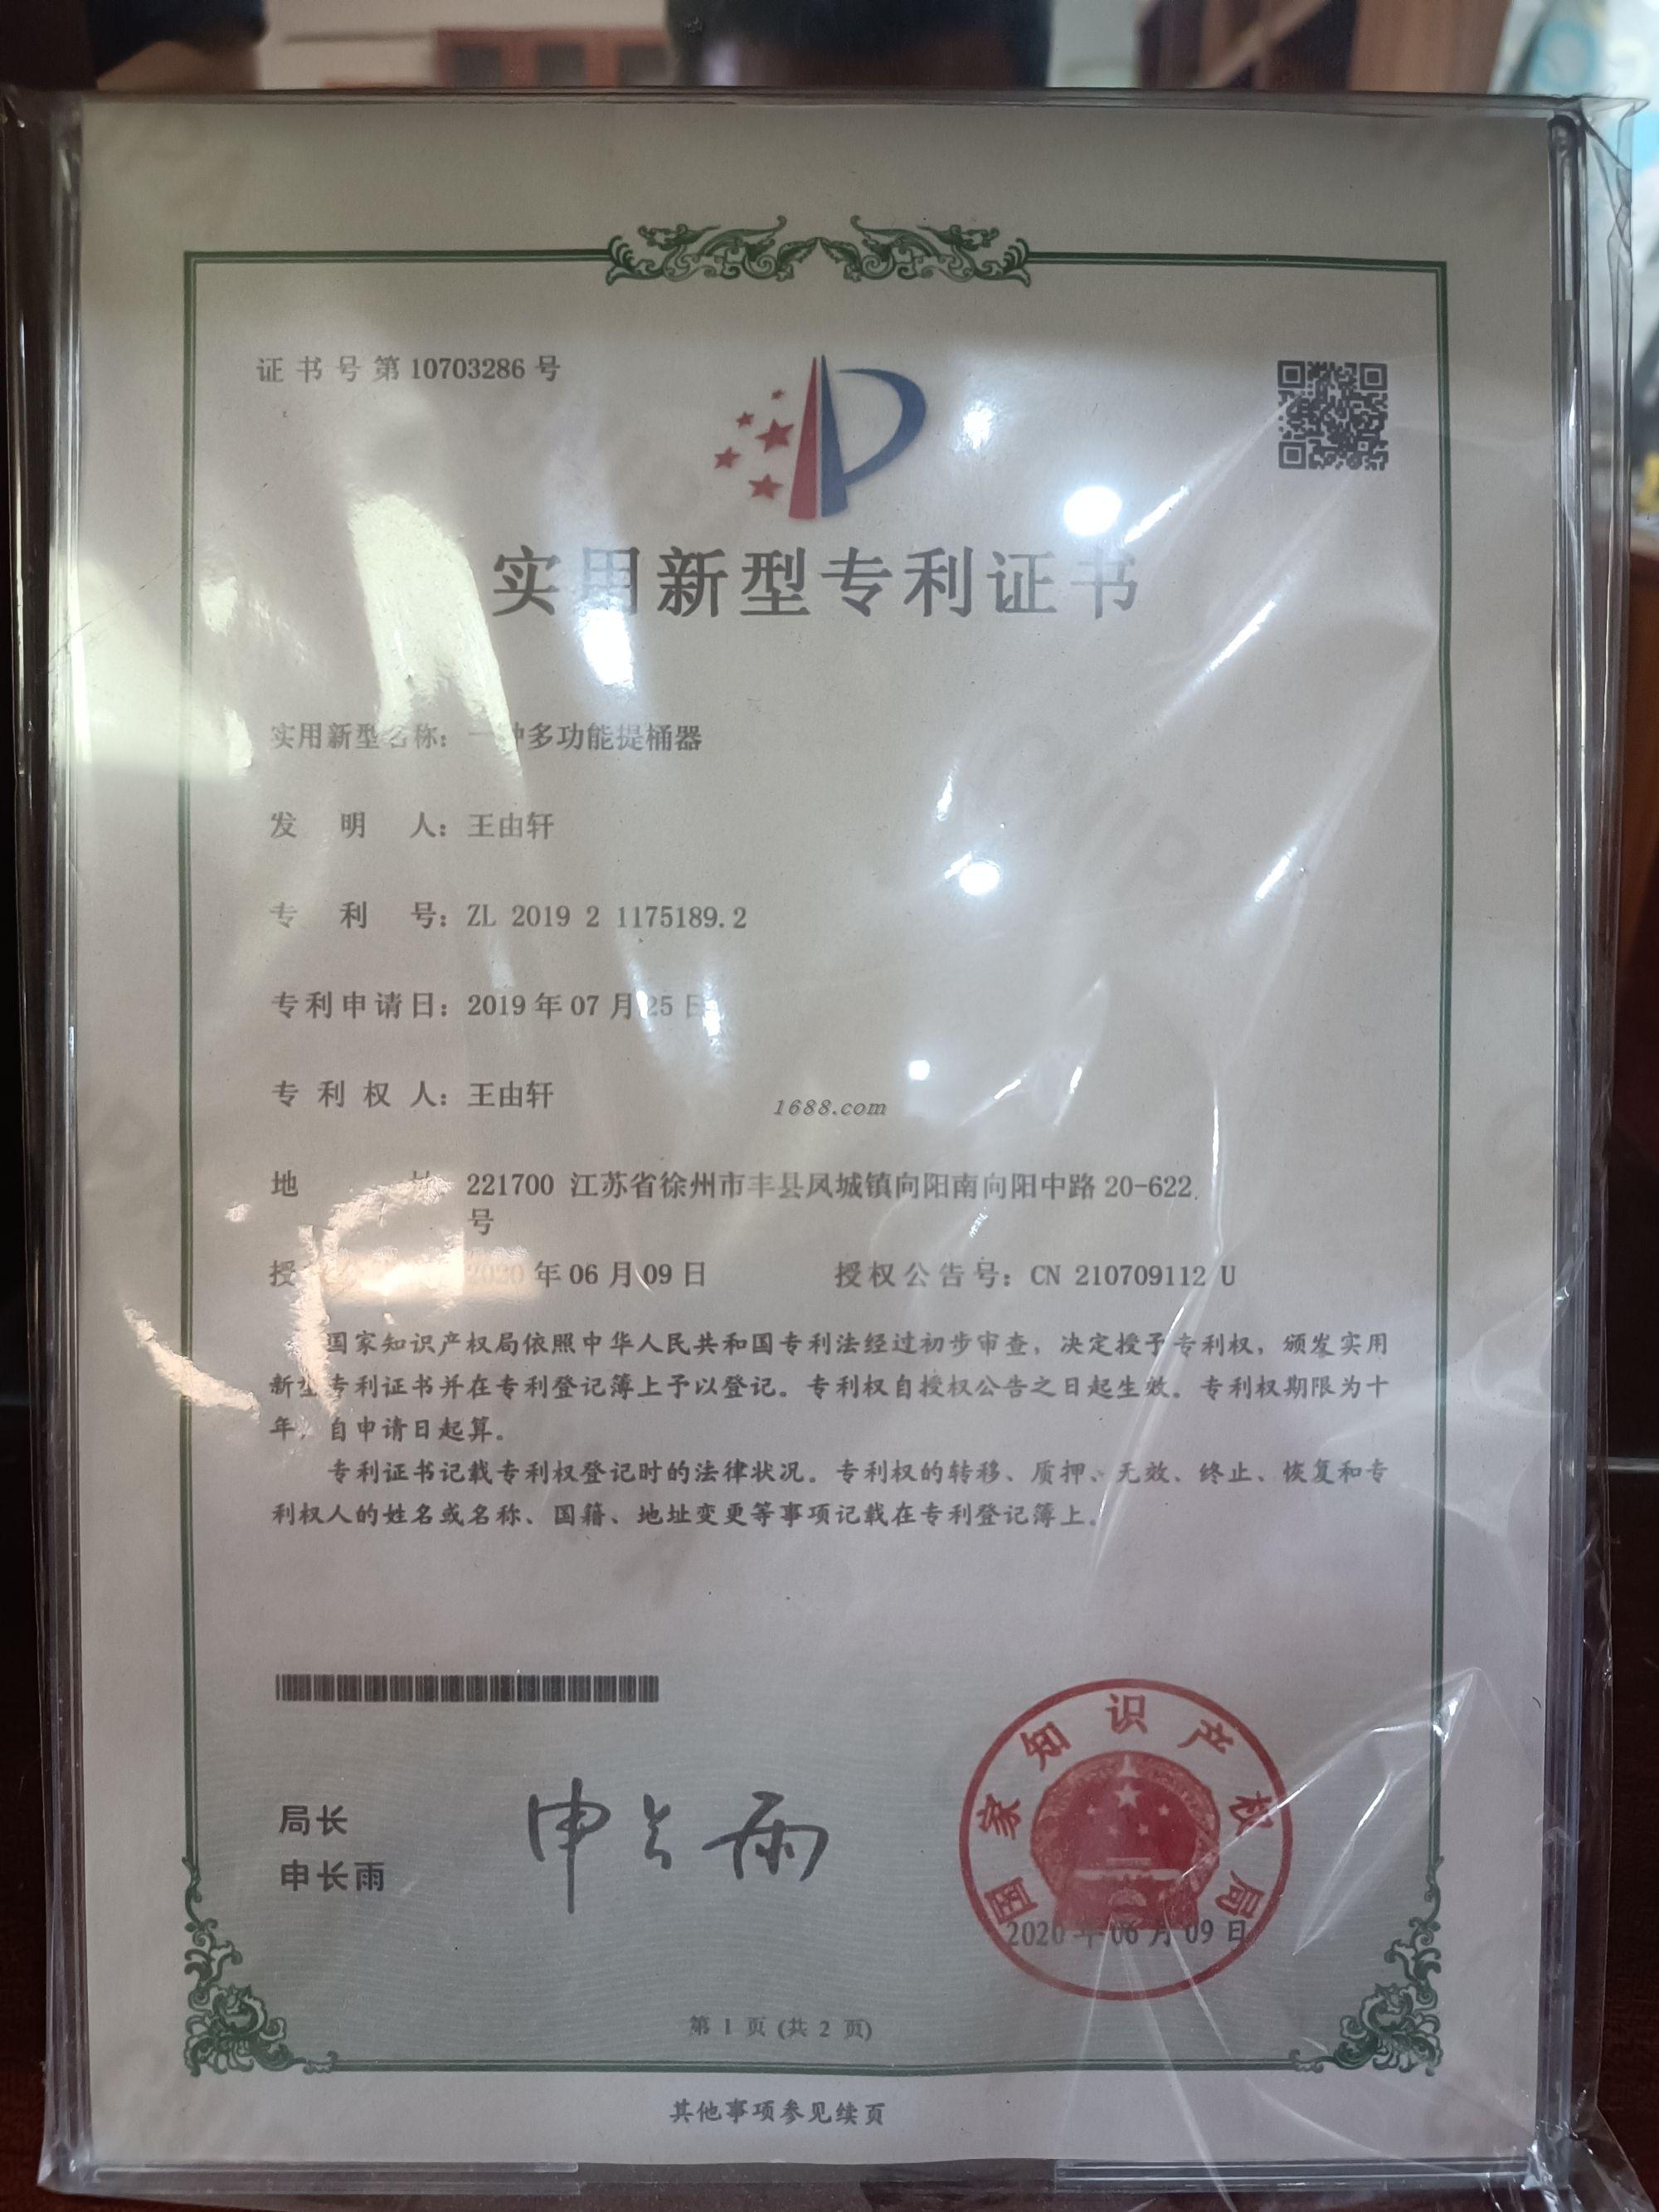 证书号第10703286号
实用新型专利证书
实用新型名称：一种多功能提桶器
发明人：王由轩
专利号：ZL 2019 2 1175189.2
专利申请日：2019年07月25日
专利权人：王由轩
1688.com
地 221700 江苏省徐州市丰县凤城镇向阳南向阳中路20-622
号
授 2020年06月09日 授权公告号：CN 210709112 U
国家知识产权局依照中华人民共和国专利法经过初步审查，决定授予专利权，颁发实用
新型专利证书并在专利登记簿上予以登记。专利权自授权公告之日起生效。专利权期限为十
年，自申请日起算。
专利证书记载专利权登记时的法律状况。专利权的转移、质押、无效、终止、恢复和专
利权人的姓名或名称、国籍、地址变更等事项记载在专利登记簿上。
局长
申长雨
申长雨
国家知识产权局
2020年06月09日
第1页(共2页)
其他事项参见续页